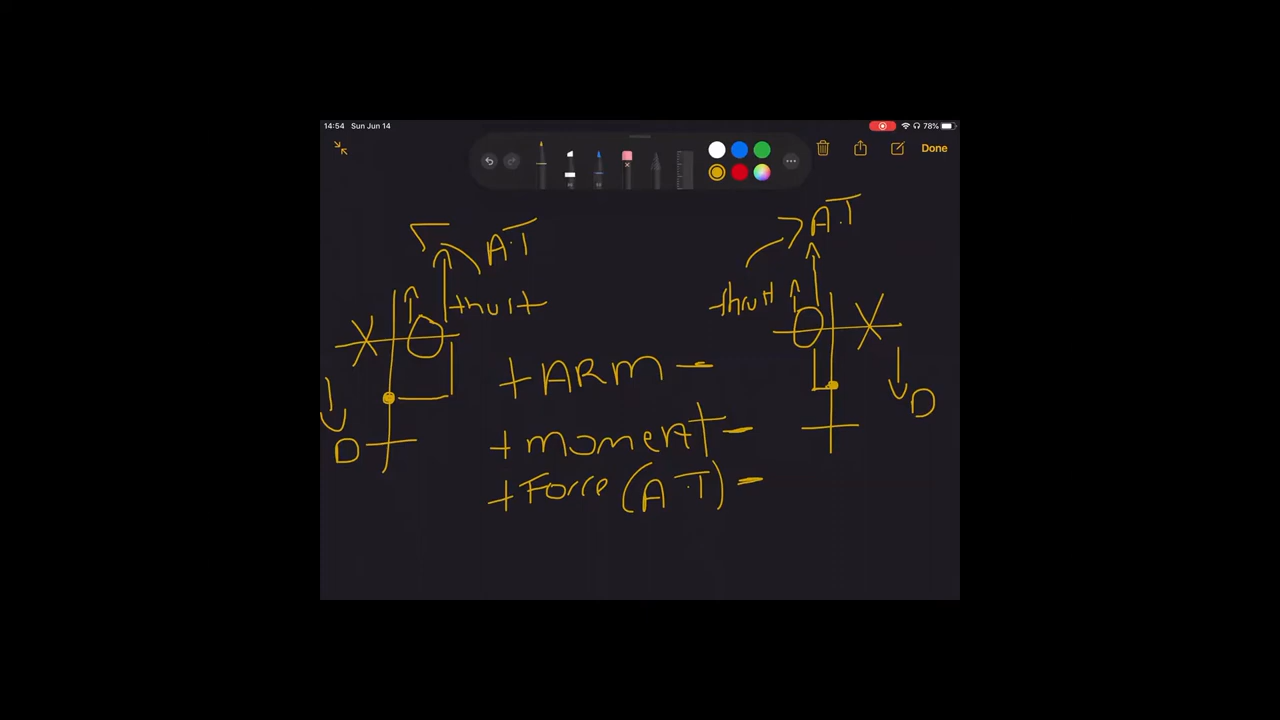 14:54 Sun Jun 14
78%
Done
A.T
A.T
thrust
thrust
+ ARM -
D
D
+ moment -
+ Force (A.T) -